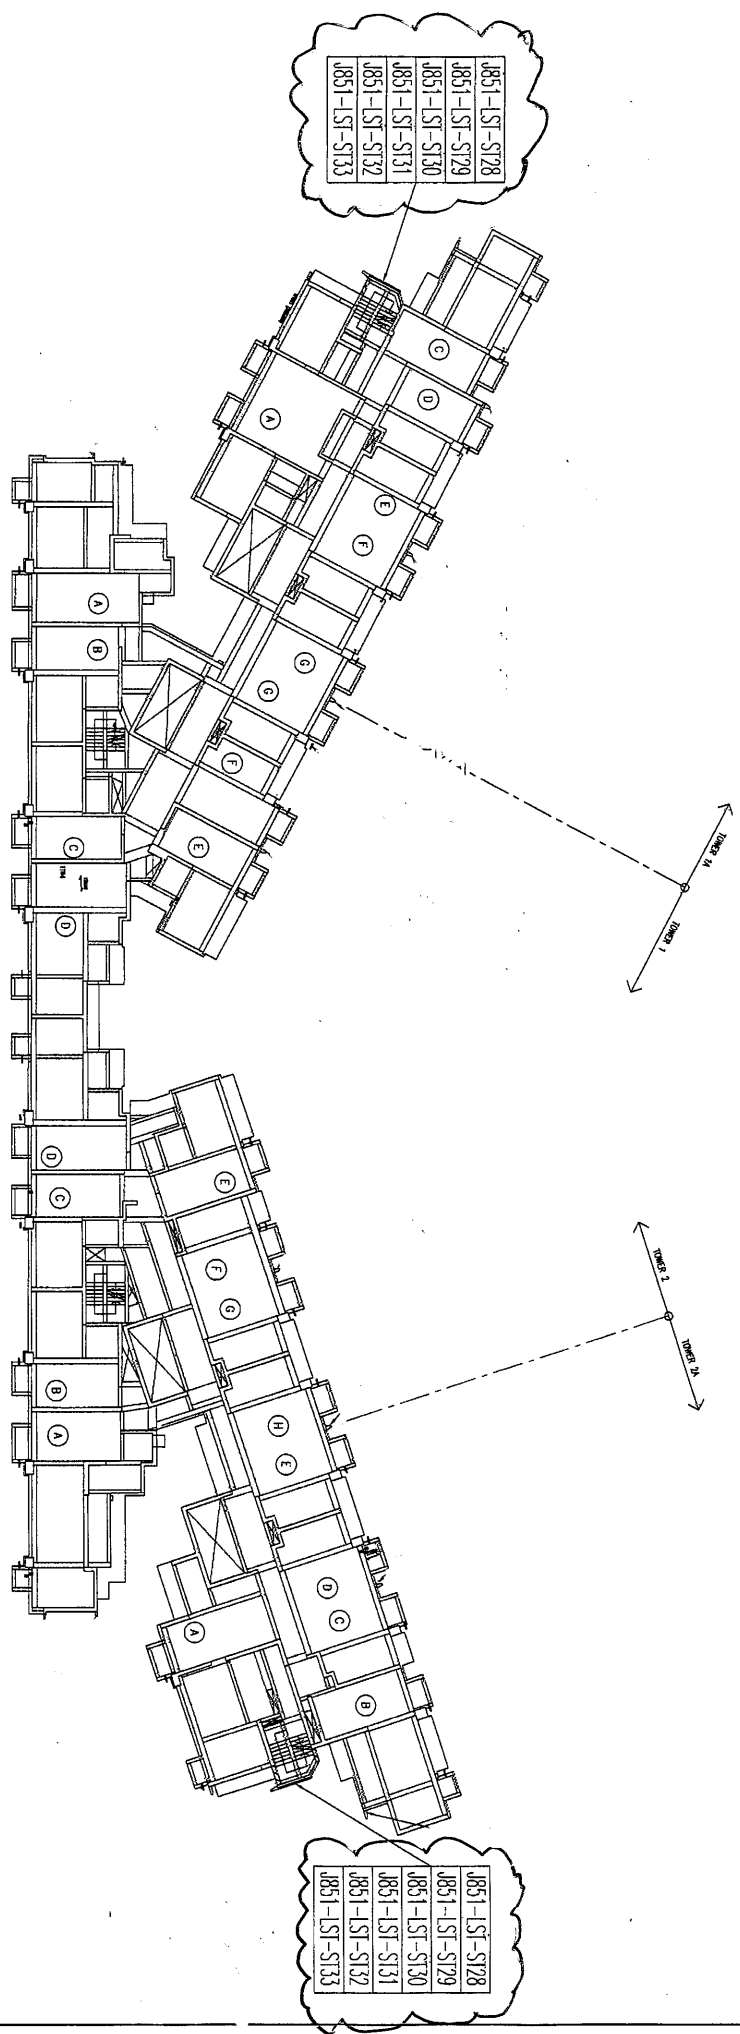 J851-LST-ST28
J851-LST-ST29
J851-LST-ST30
J851-LST-ST31
J851-LST-ST32
J851-LST-ST33
C
D
A
E
F
G
G
F
E
A
B
C
D
TOWER 1A
TOWER 1
D
C
B
A
E
F
G
H
E
D
C
A
B
TOWER 2
TOWER 2A
J851-LST-ST28
J851-LST-ST29
J851-LST-ST30
J851-LST-ST31
J851-LST-ST32
J851-LST-ST33